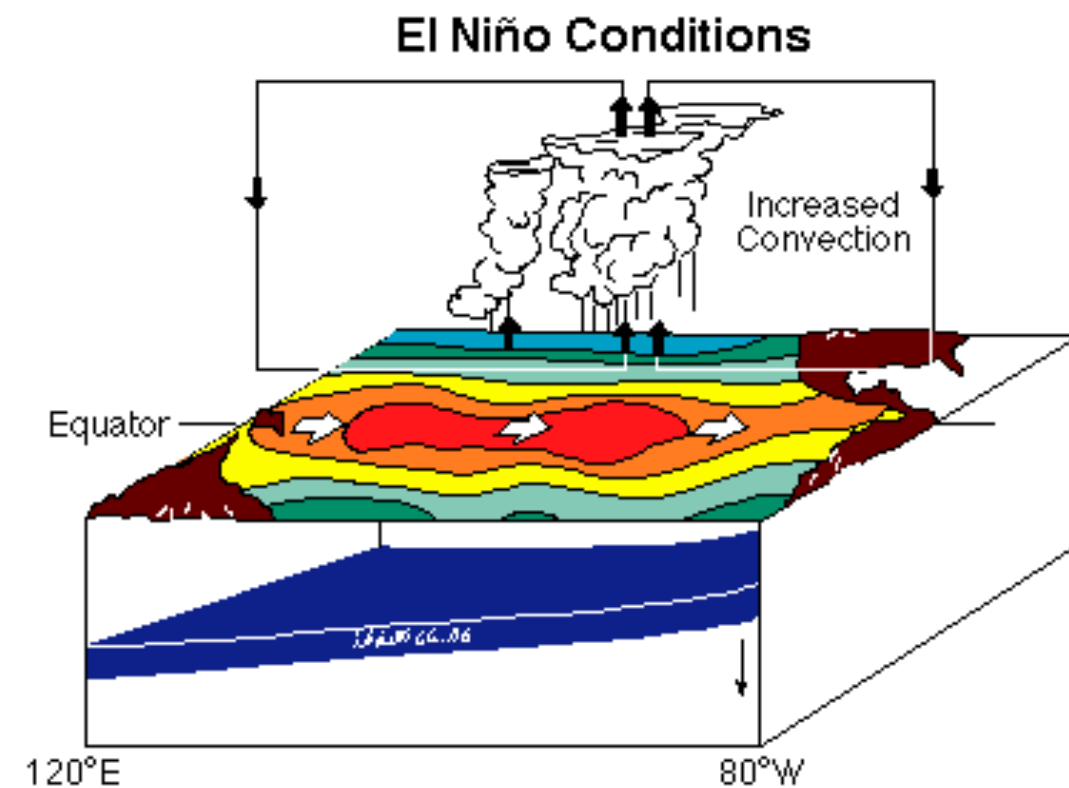 El Niño Conditions
Increased
Convection
Equator
120°E
80°W